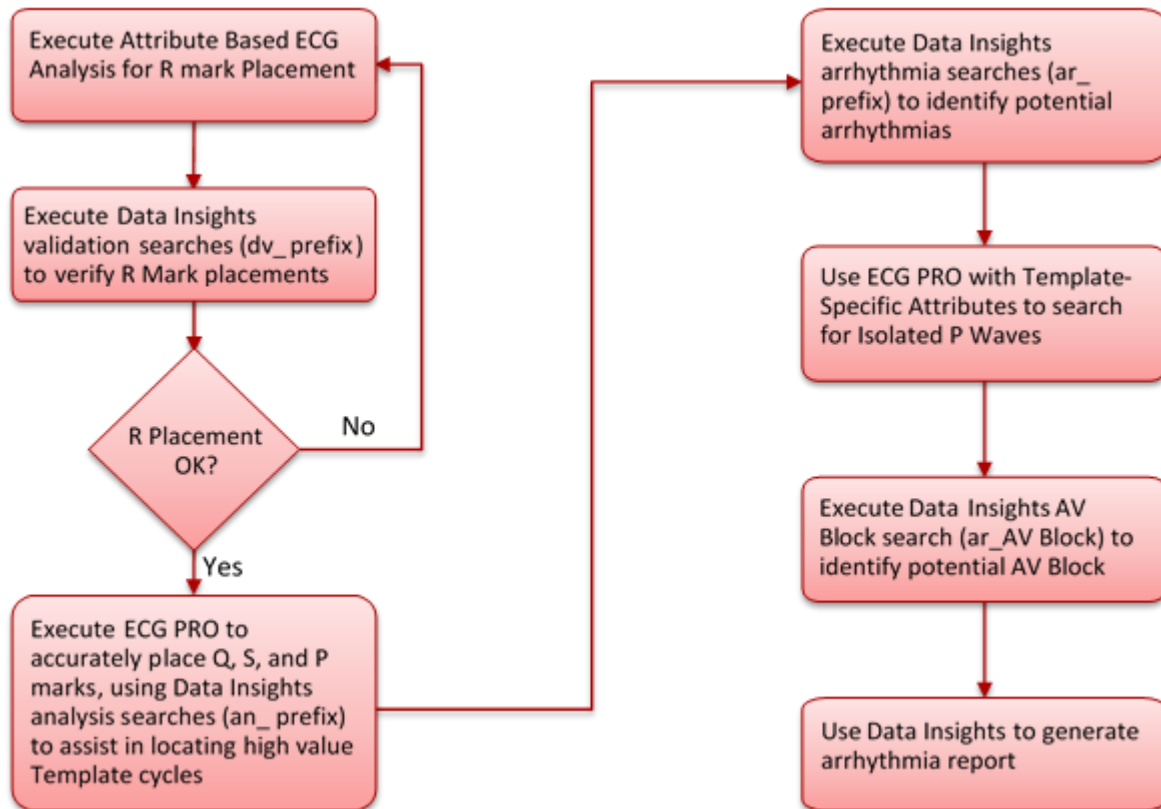 Execute Attribute Based ECG
Analysis for R mark Placement
Execute Data Insights
validation searches (dv_ prefix)
to verify R Mark placements
R Placement
OK?
No
Yes
Execute ECG PRO to
accurately place Q, S, and P
marks, using Data Insights
analysis searches (an_ prefix)
to assist in locating high value
Template cycles
Execute Data Insights
arrhythmia searches (ar_
prefix) to identify potential
arrhythmias
Use ECG PRO with Template-
Specific Attributes to search
for Isolated P Waves
Execute Data Insights AV
Block search (ar_AV Block) to
identify potential AV Block
Use Data Insights to generate
arrhythmia report